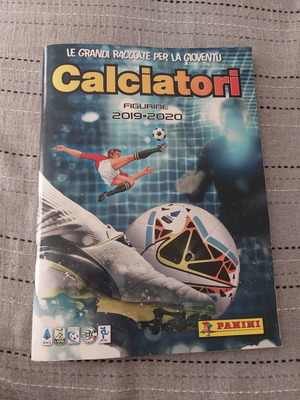 LE GRANDI RACCOLTE PER LA GIOVENTÙ
Calciatori
FIGURINE
2019-2020
PANINI